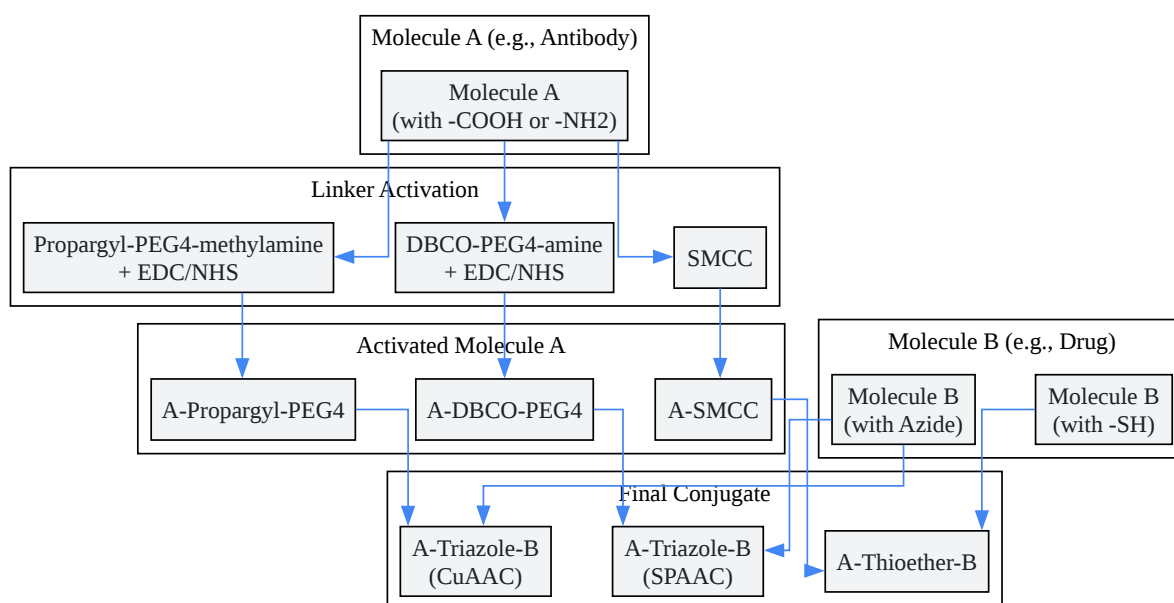 Molecule A (e.g., Antibody)
Molecule A
(with -COOH or -NH2)
Linker Activation
Propargyl-PEG4-methylamine
+ EDC/NHS
DBCO-PEG4-amine
+ EDC/NHS
SMCC
Activated Molecule A
A-Propargyl-PEG4
A-DBCO-PEG4
A-SMCC
Molecule B (e.g., Drug)
Molecule B
(with Azide)
Molecule B
(with -SH)
Final Conjugate
A-Triazole-B
(CuAAC)
A-Triazole-B
(SPAAC)
A-Thioether-B